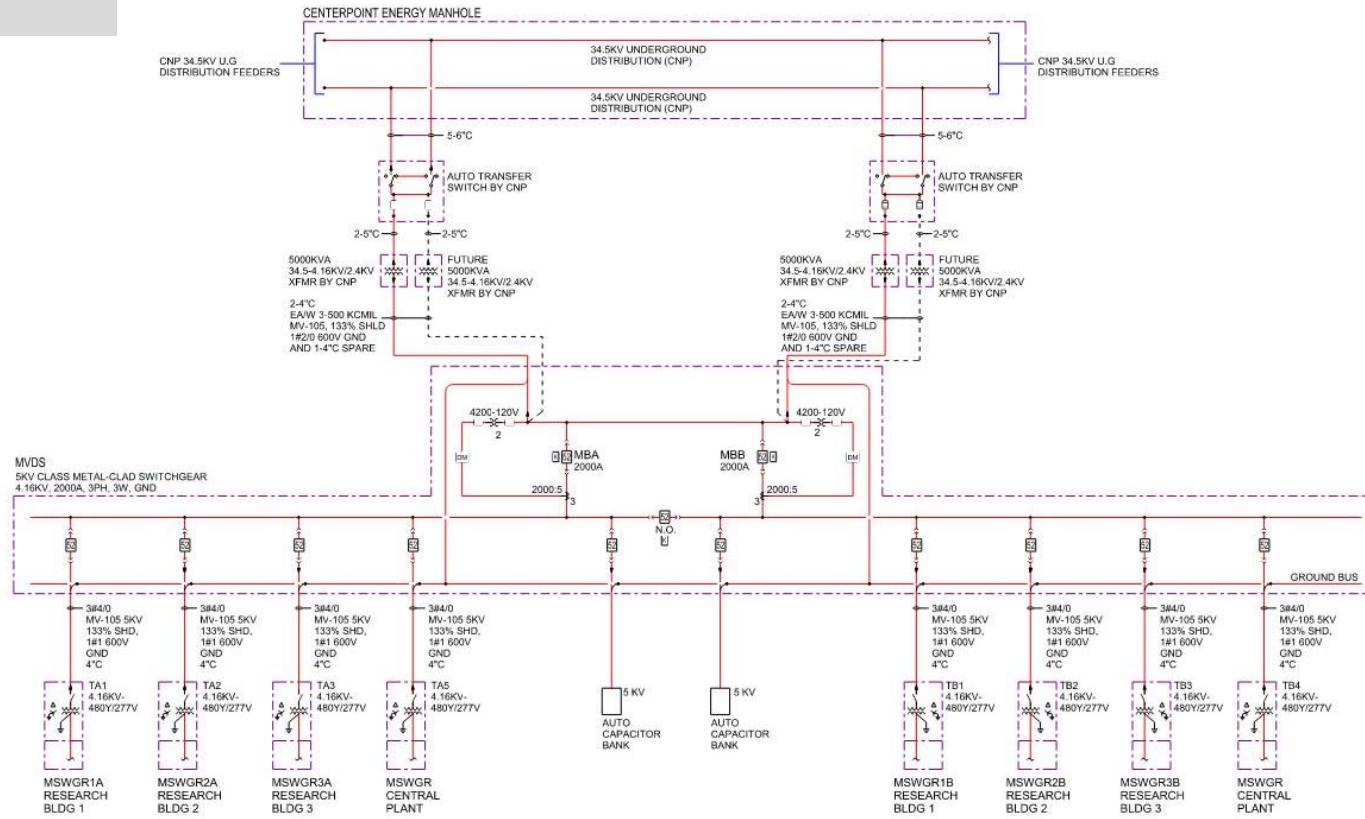 CENTERPOINT ENERGY MANHOLE
CNP 34.5KV U.G
DISTRIBUTION FEEDERS
34.5KV UNDERGROUND
DISTRIBUTION (CNP)
34.5KV UNDERGROUND
DISTRIBUTION (CNP)
CNP 34.5KV U.G
DISTRIBUTION FEEDERS
5-6"C
5-6"C
AUTO TRANSFER
SWITCH BY CNP
AUTO TRANSFER
SWITCH BY CNP
2-5"C
2-5"C
2-5"C
2-5"C
5000KVA
34.5-4.16KV/2.4KV
XFMR BY CNP
FUTURE
5000KVA
34.5-4.16KV/2.4KV
XFMR BY CNP
5000KVA
34.5-4.16KV/2.4KV
XFMR BY CNP
FUTURE
5000KVA
34.5-4.16KV/2.4KV
XFMR BY CNP
2-4"C
EA/W 3-500 KCMIL
MV-105, 133% SHLD
1#2/0 600V GND
AND 1-4"C SPARE
2-4"C
EA/W 3-500 KCMIL
MV-105, 133% SHLD
1#2/0 600V GND
AND 1-4"C SPARE
4200-120V
2
4200-120V
2
DM
K
52
MBA
2000A
MBB
2000A
52
K
DM
2000:5
3
2000:5
3
MVDS
5KV CLASS METAL-CLAD SWITCHGEAR
4.16KV, 2000A, 3PH, 3W, GND
52
N.O.
K
52
52
52
52
52
52
52
52
52
52
GROUND BUS
3#4/0
MV-105 5KV
133% SHD,
1#1 600V
GND
4"C
3#4/0
MV-105 5KV
133% SHD,
1#1 600V
GND
4"C
3#4/0
MV-105 5KV
133% SHD,
1#1 600V
GND
4"C
3#4/0
MV-105 5KV
133% SHD,
1#1 600V
GND
4"C
3#4/0
MV-105 5KV
133% SHD,
1#1 600V
GND
4"C
3#4/0
MV-105 5KV
133% SHD,
1#1 600V
GND
4"C
3#4/0
MV-105 5KV
133% SHD,
1#1 600V
GND
4"C
3#4/0
MV-105 5KV
133% SHD,
1#1 600V
GND
4"C
TA1
4.16KV-
480Y/277V
TA2
4.16KV-
480Y/277V
TA3
4.16KV-
480Y/277V
TA5
4.16KV-
480Y/277V
5 KV
AUTO
CAPACITOR
BANK
5 KV
AUTO
CAPACITOR
BANK
TB1
4.16KV-
480Y/277V
TB2
4.16KV-
480Y/277V
TB3
4.16KV-
480Y/277V
TB4
4.16KV-
480Y/277V
MSWGR1A
RESEARCH
BLDG 1
MSWGR2A
RESEARCH
BLDG 2
MSWGR3A
RESEARCH
BLDG 3
MSWGR
CENTRAL
PLANT
MSWGR1B
RESEARCH
BLDG 1
MSWGR2B
RESEARCH
BLDG 2
MSWGR3B
RESEARCH
BLDG 3
MSWGR
CENTRAL
PLANT